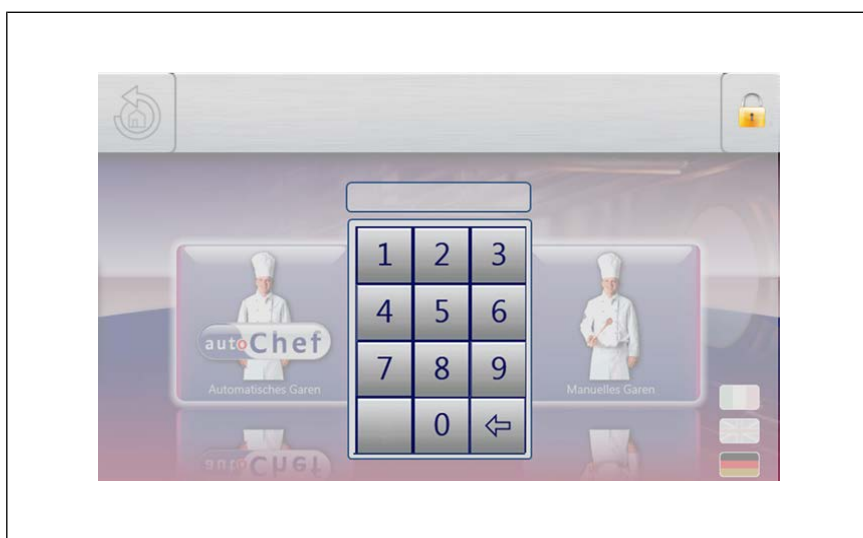 1 2 3
4 5 6
7 8 9
0
autoChef
Automatisches Garen
Manuelles Garen